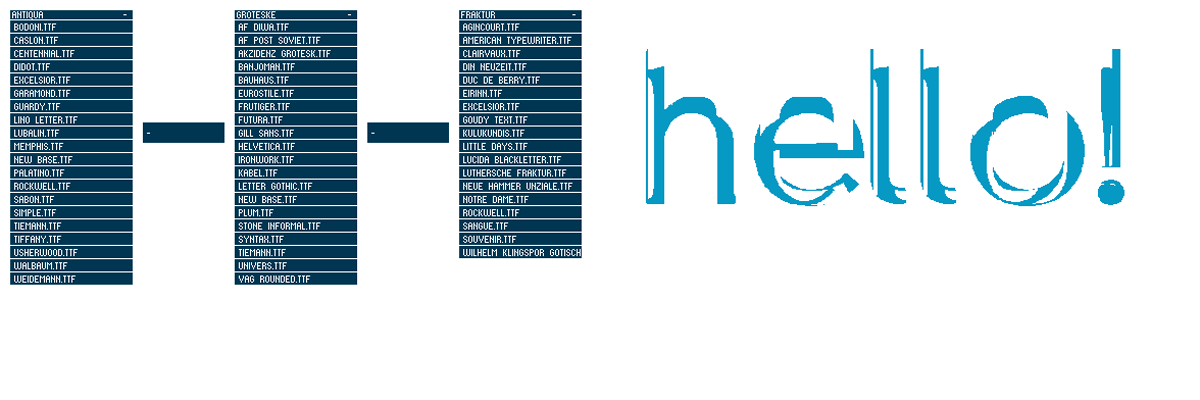 ANTIQUA -
BODONI.TTF
CASLON.TTF
CENTENNIAL.TTF
DIDOT.TTF
EXCELSIOR.TTF
GARAMOND.TTF
GUARDY.TTF
LINO LETTER.TTF
LUBALIN.TTF
MEMPHIS.TTF
NEW BASE.TTF
PALATINO.TTF
ROCKWELL.TTF
SABON.TTF
SIMPLE.TTF
TIEMANN.TTF
TIFFANY.TTF
USHERWOOD.TTF
WALBAUM.TTF
WEIDEMANN.TTF
-
GROTESKE -
AF DIWA.TTF
AF POST SOVIET.TTF
AKZIDENZ GROTESK.TTF
BANJOMAN.TTF
BAUHAUS.TTF
EUROSTILE.TTF
FRUTIGER.TTF
FUTURA.TTF
GILL SANS.TTF
HELVETICA.TTF
IRONWORK.TTF
KABEL.TTF
LETTER GOTHIC.TTF
NEW BASE.TTF
PLUM.TTF
STONE INFORMAL.TTF
SYNTAX.TTF
TIEMANN.TTF
UNIVERS.TTF
VAG ROUNDED.TTF
-
FRAKTUR -
AGINCOURT.TTF
AMERICAN TYPEWRITER.TTF
CLAIRVAUX.TTF
DIN NEUZEIT.TTF
DUC DE BERRY.TTF
EIRINN.TTF
EXCELSIOR.TTF
GOUDY TEXT.TTF
KULUKUNDIS.TTF
LITTLE DAYS.TTF
LUCIDA BLACKLETTER.TTF
LUTHERSCHE FRAKTUR.TTF
NEUE HAMMER UNZIALE.TTF
NOTRE DAME.TTF
ROCKWELL.TTF
SANGUE.TTF
SOUVENIR.TTF
WILHELM KLINGSPOR GOTISCH
hello!